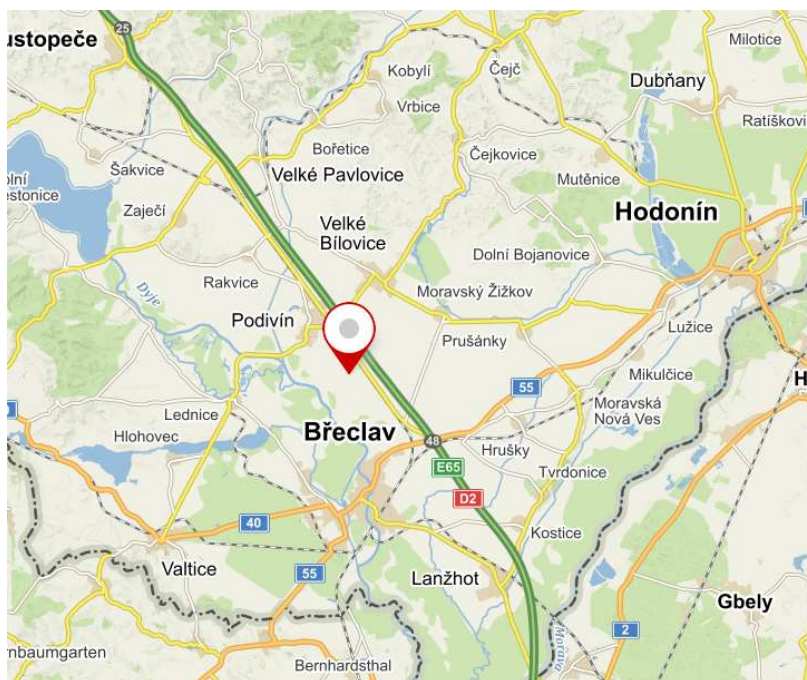 25
ustopeče
Milotice
Kobylí
Čejč
Dubňany
Vrbice
Ratíškovi
Bořetice
Šakvice
Čejkovice
Velké Pavlovice
Mutěnice
olní
estonice
Zaječí
Velké
Bílovice
Hodonín
Dolní Bojanovice
Dyje
Rakvice
Moravský Žižkov
Podivín
Lužice
Prušánky
Mikulčice
H
55
Lednice
Moravská
Nová Ves
Břeclav
Hlohovec
48
Hrušky
E65
Tvrdonice
D2
40
Kostice
Valtice
55
Lanžhot
Gbely
2
Morava
rnbaumgarten
Bernhardsthal